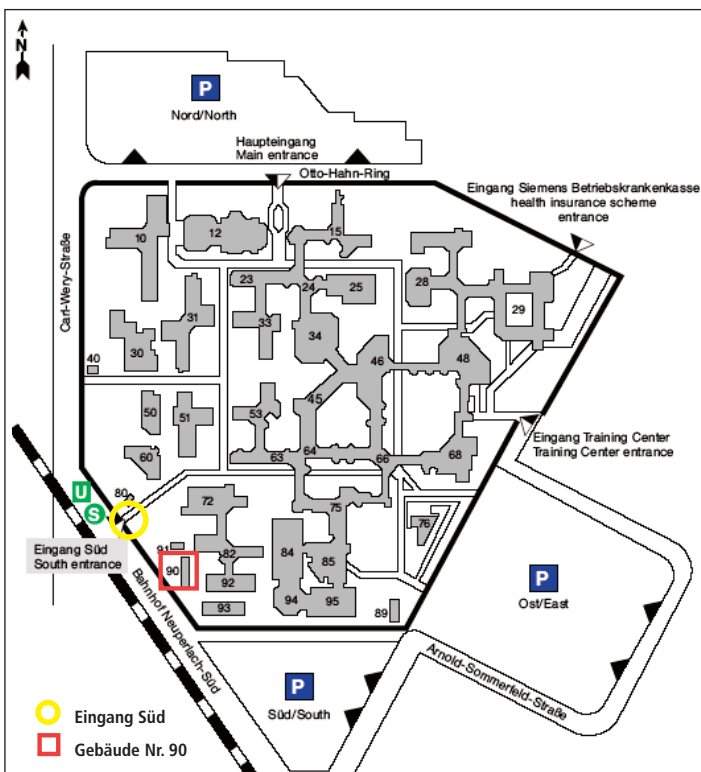 N
P
Nord/North
Haupteingang
Main entrance
Otto-Hahn-Ring
Eingang Siemens Betriebskrankenkasse
health insurance scheme
entrance
Carl-Wery-Straße
10
12
15
23
24
25
28
29
31
33
34
30
46
48
40
45
50
51
53
60
63
64
66
68
Eingang Training Center
Training Center entrance
U
S
80
72
75
76
Eingang Süd
South entrance
91
82
84
85
90
92
93
94
95
89
P
Ost/East
Bahnhof Neuperlach-Süd
Arnold-Sommerfeld-Straße
P
Süd/South
Eingang Süd
Gebäude Nr. 90